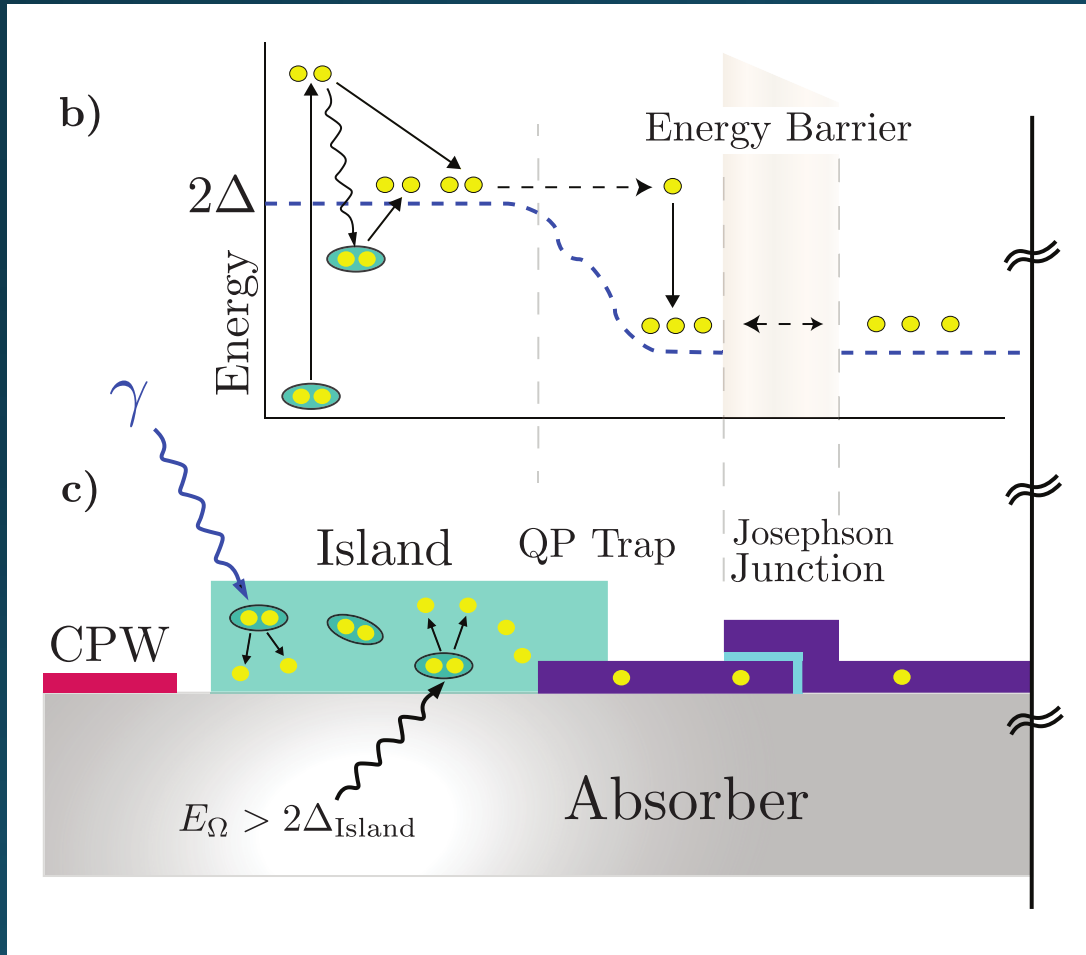 b)
Energy Barrier
2Δ
Energy
γ
c)
Island
QP Trap
Josephson
Junction
CPW
Absorber
E_Ω > 2Δ_Island